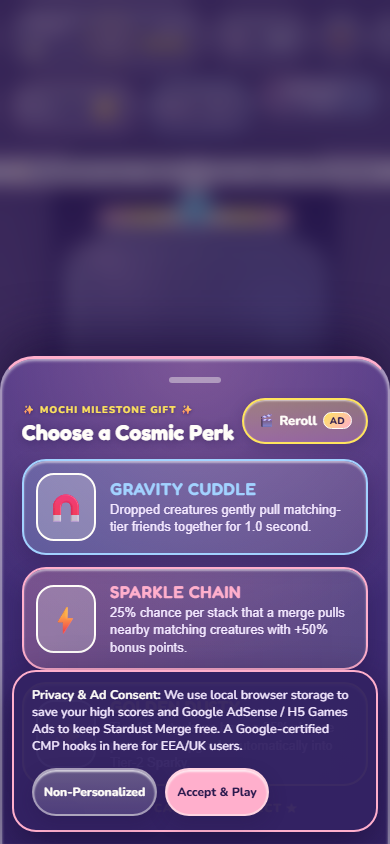 ✨ MOCHI MILESTONE GIFT ✨
Choose a Cosmic Perk
Reroll AD
GRAVITY CUDDLE
Dropped creatures gently pull matching-
tier friends together for 1.0 second.
SPARKLE CHAIN
25% chance per stack that a merge pulls
nearby matching creatures with +50%
bonus points.
Privacy & Ad Consent: We use local browser storage to
save your high scores and Google AdSense / H5 Games
Ads to keep Stardust Merge free. A Google-certified
CMP hooks in here for EEA/UK users.
Non-Personalized
Accept & Play